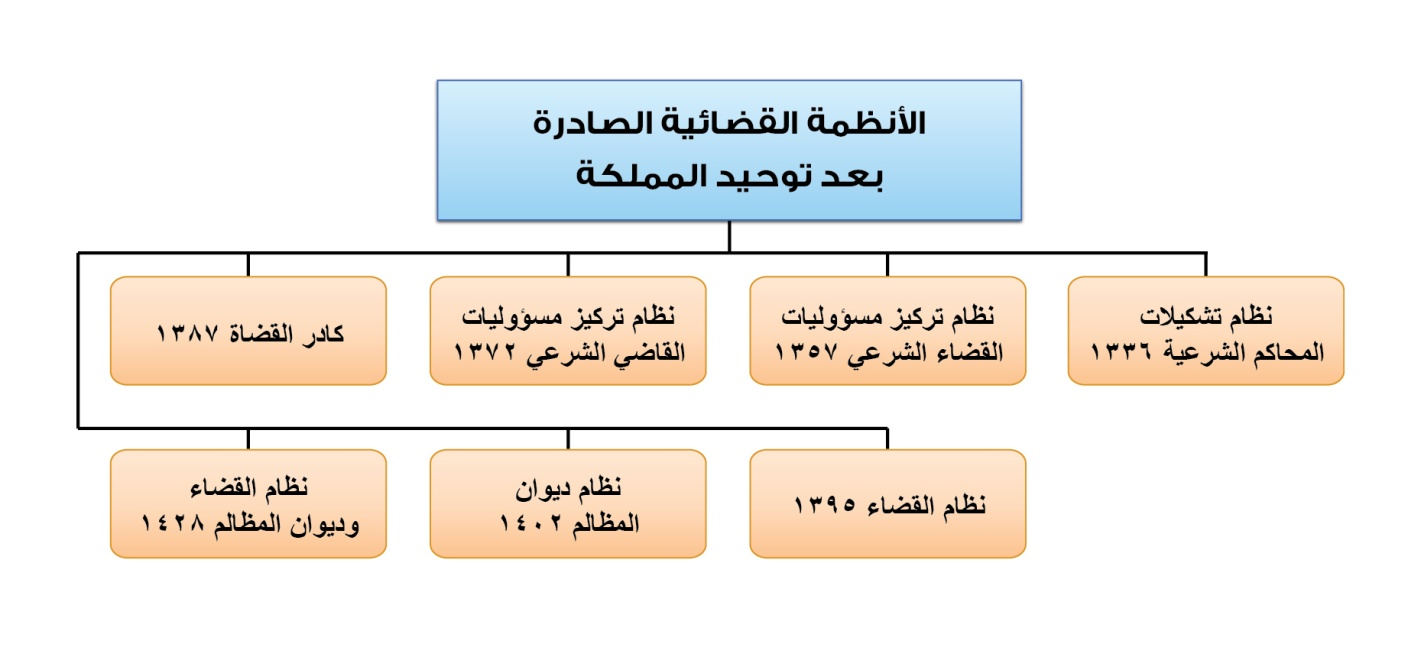 الأنظمة القضائية الصادرة
بعد توحيد المملكة
نظام تشكيلات
المحاكم الشرعية ١٣٣٦
نظام تركيز مسؤوليات
القضاء الشرعي ١٣٥٧
نظام تركيز مسؤوليات
القاضي الشرعي ١٣٧٢
كادر القضاة ١٣٨٧
نظام القضاء ١٣٩٥
نظام ديوان
المظالم ١٤٠٢
نظام القضاء
وديوان المظالم ١٤٢٨